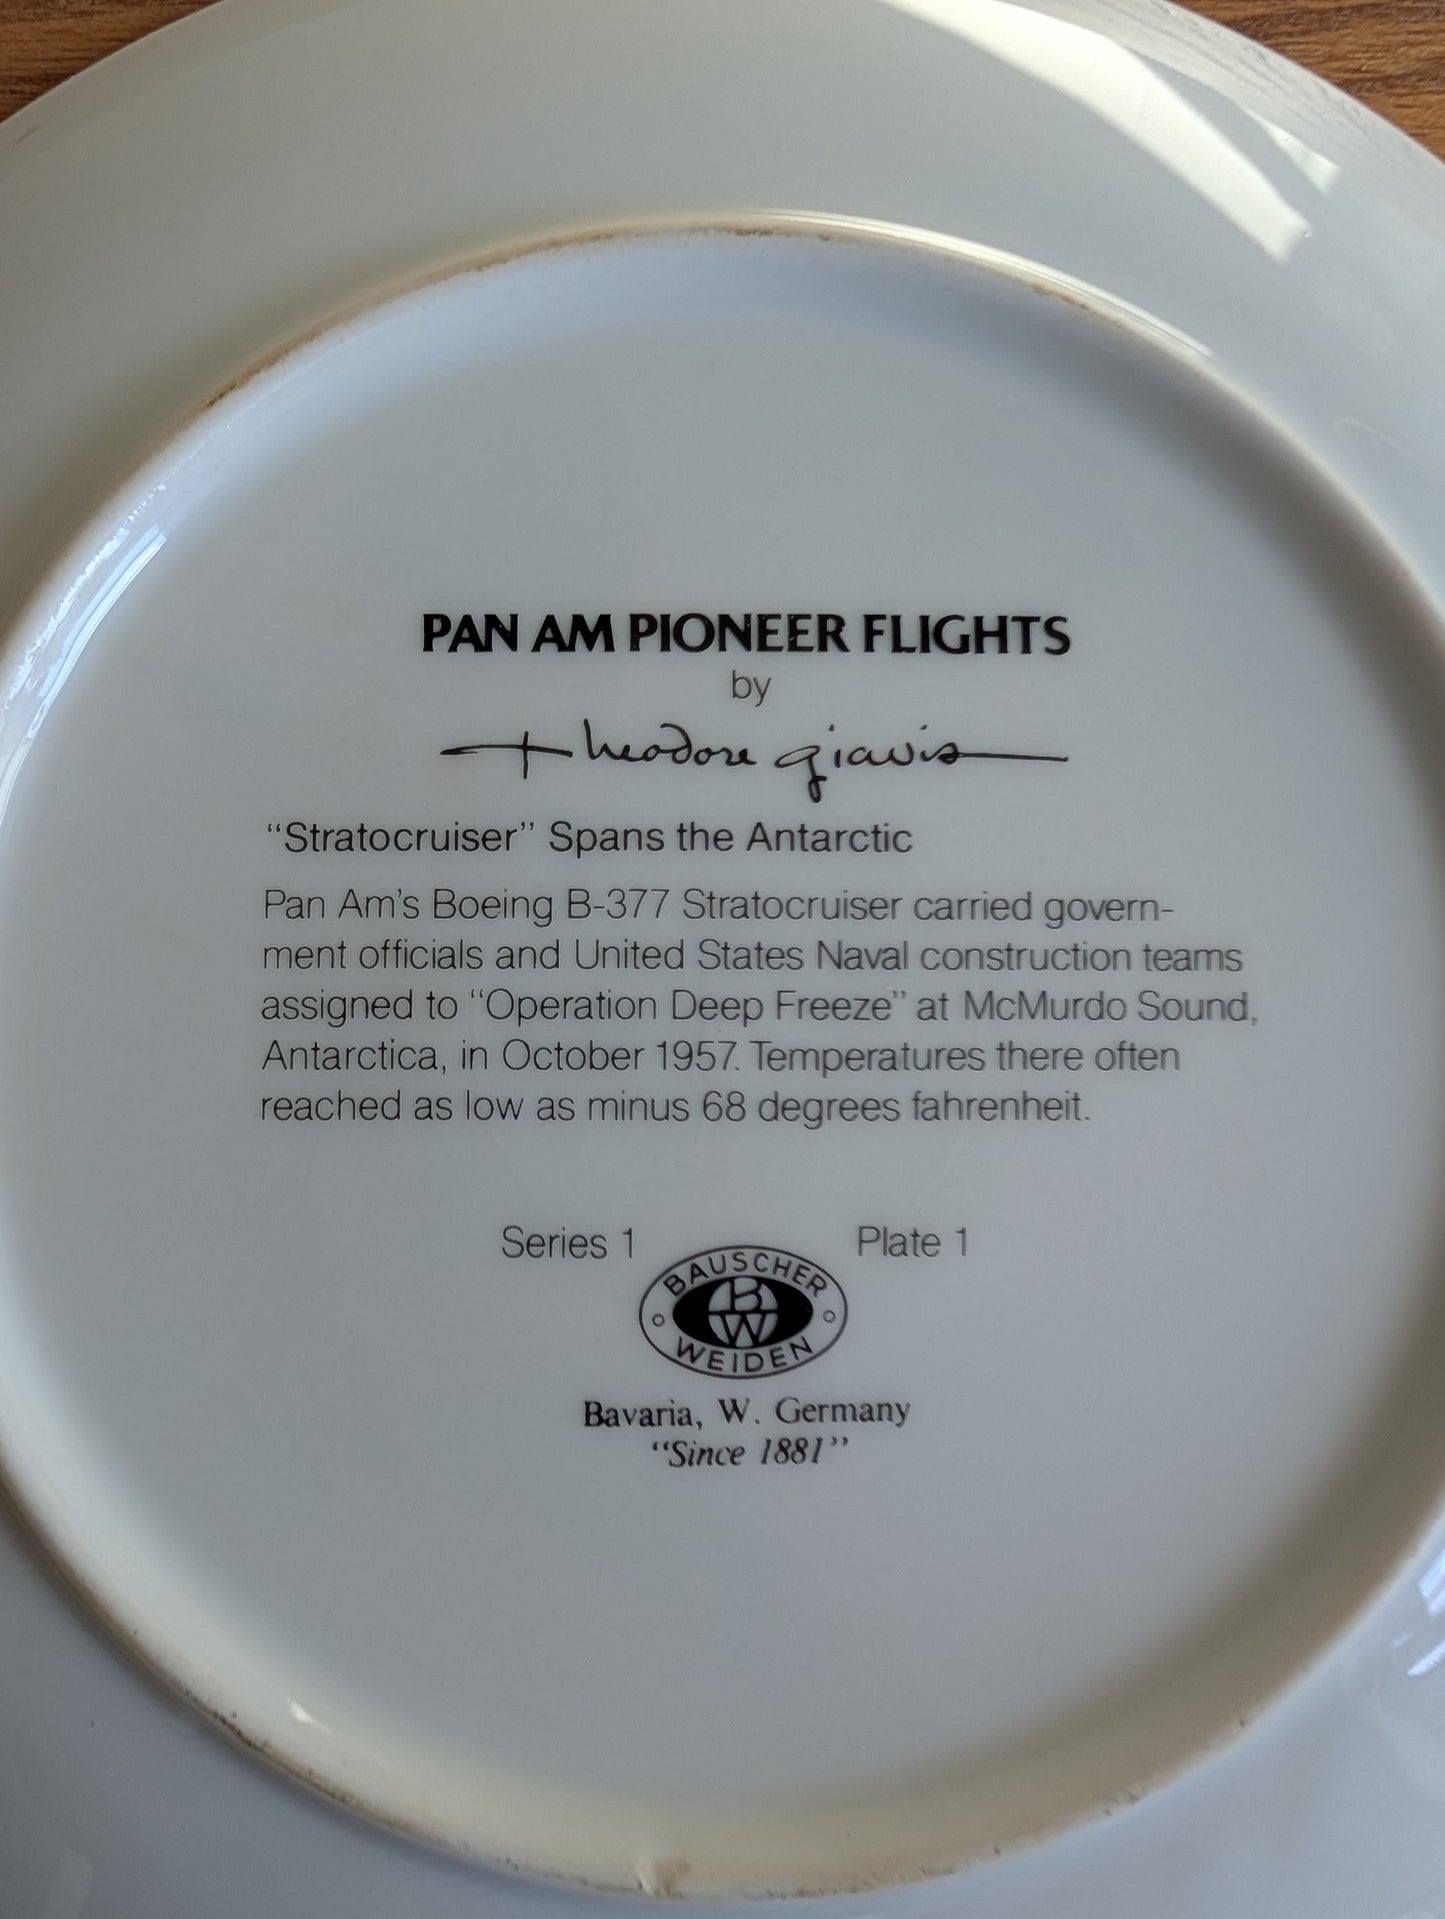 PAN AM PIONEER FLIGHTS
by
theodore giavis
“Stratocruiser” Spans the Antarctic
Pan Am’s Boeing B-377 Stratocruiser carried govern-
ment officials and United States Naval construction teams
assigned to “Operation Deep Freeze” at McMurdo Sound,
Antarctica, in October 1957. Temperatures there often
reached as low as minus 68 degrees fahrenheit.
Series 1 Plate 1
BAUSCHER
B
W
WEIDEN
Bavaria, W. Germany
“Since 1881”